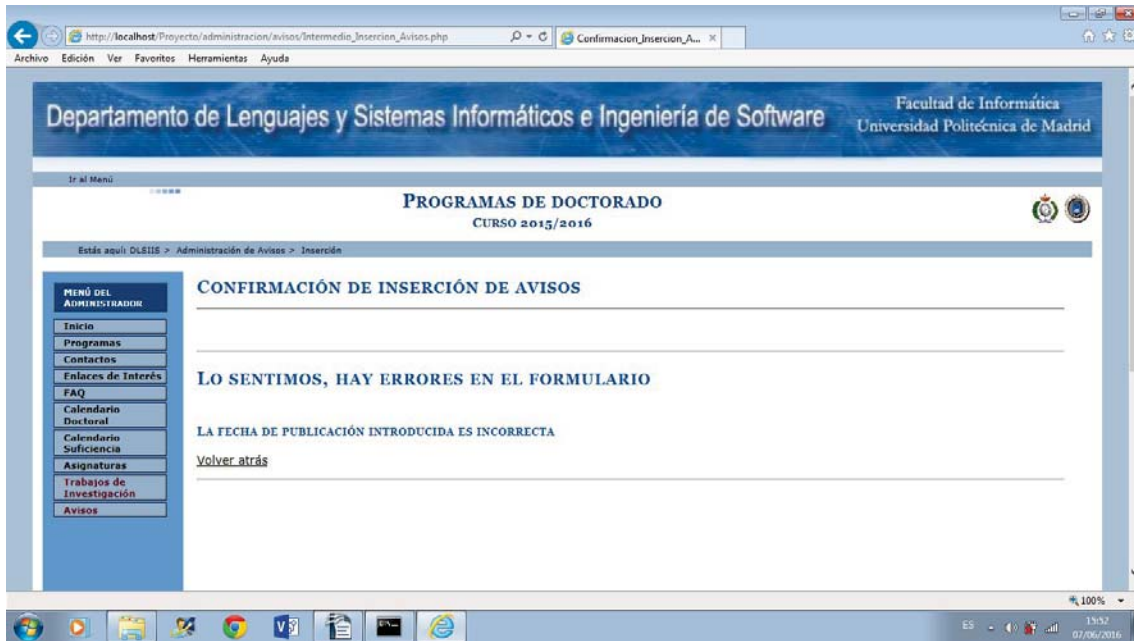 http://localhost/Proyecto/administracion/avisos/Intermedio_Insercion_Avisos.php
Confirmacion_Insercion_A...
Archivo Edición Ver Favoritos Herramientas Ayuda
Departamento de Lenguajes y Sistemas Informáticos e Ingeniería de Software
Facultad de Informática
Universidad Politécnica de Madrid
Ir al Menú
PROGRAMAS DE DOCTORADO
CURSO 2015/2016
Estás aquí: DLSIIS > Administración de Avisos > Inserción
MENÚ DEL
ADMINISTRADOR
Inicio
Programas
Contactos
Enlaces de Interés
FAQ
Calendario
Doctoral
Calendario
Suficiencia
Asignaturas
Trabajos de
Investigación
Avisos
CONFIRMACIÓN DE INSERCIÓN DE AVISOS
LO SENTIMOS, HAY ERRORES EN EL FORMULARIO
LA FECHA DE PUBLICACIÓN INTRODUCIDA ES INCORRECTA
Volver atrás
100%
ES
15:52
07/06/2016